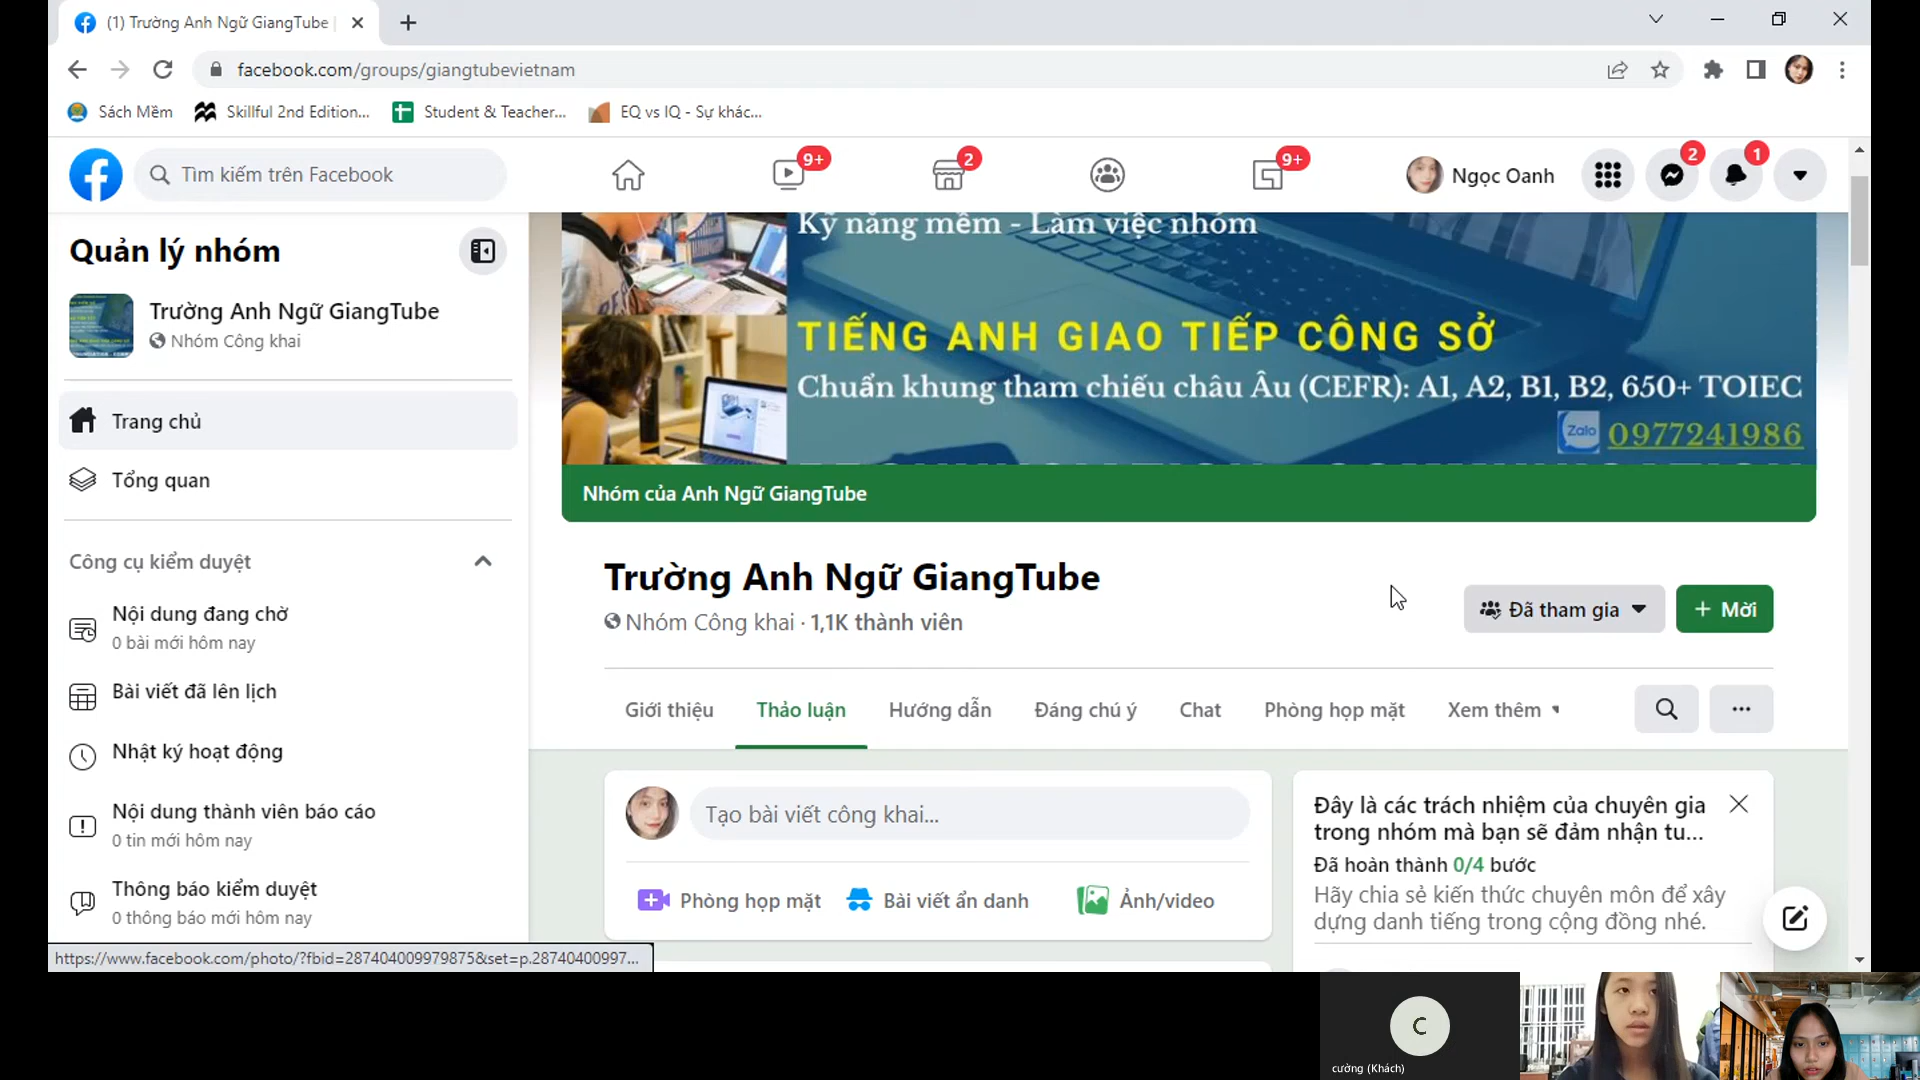 (1) Trường Anh Ngữ GiangTube
facebook.com/groups/giangtubevietnam
Sách Mềm
Skillful 2nd Edition...
Student & Teacher...
EQ vs IQ - Sự khác...
Tìm kiếm trên Facebook
9+
2
9+
Ngọc Oanh
2
1
Quản lý nhóm
Trường Anh Ngữ GiangTube
Nhóm Công khai
Trang chủ
Tổng quan
Công cụ kiểm duyệt
Nội dung đang chờ
0 bài mới hôm nay
Bài viết đã lên lịch
Nhật ký hoạt động
Nội dung thành viên báo cáo
0 tin mới hôm nay
Thông báo kiểm duyệt
0 thông báo mới hôm nay
https://www.facebook.com/photo/?fbid=287404009979875&set=p.28740400997...
Kỹ năng mềm - Làm việc nhóm
TIẾNG ANH GIAO TIẾP CÔNG SỞ
Chuẩn khung tham chiếu châu Âu (CEFR): A1, A2, B1, B2, 650+ TOIEC
Zalo 0977241986
Nhóm của Anh Ngữ GiangTube
Trường Anh Ngữ GiangTube
Nhóm Công khai · 1,1K thành viên
Đã tham gia
+ Mời
Giới thiệu
Thảo luận
Hướng dẫn
Đáng chú ý
Chat
Phòng họp mặt
Xem thêm
Tạo bài viết công khai...
Phòng họp mặt
Bài viết ẩn danh
Ảnh/video
Đây là các trách nhiệm của chuyên gia
trong nhóm mà bạn sẽ đảm nhận tu...
Đã hoàn thành 0/4 bước
Hãy chia sẻ kiến thức chuyên môn để xây
dựng danh tiếng trong cộng đồng nhé.
C
cường (Khách)